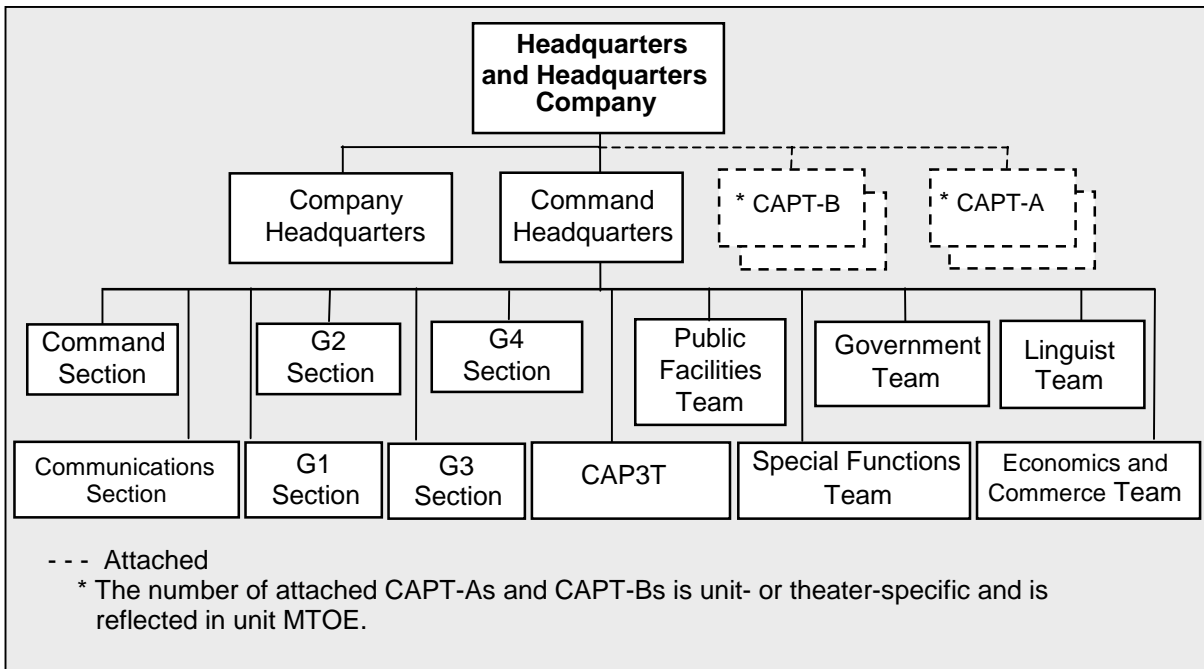 Headquarters
and Headquarters
Company
Company
Headquarters
Command
Headquarters
* CAPT-B
* CAPT-A
Command
Section
G2
Section
G4
Section
Public
Facilities
Team
Government
Team
Linguist
Team
Communications
Section
G1
Section
G3
Section
CAP3T
Special Functions
Team
Economics and
Commerce Team
- - - Attached
* The number of attached CAPT-As and CAPT-Bs is unit- or theater-specific and is
reflected in unit MTOE.